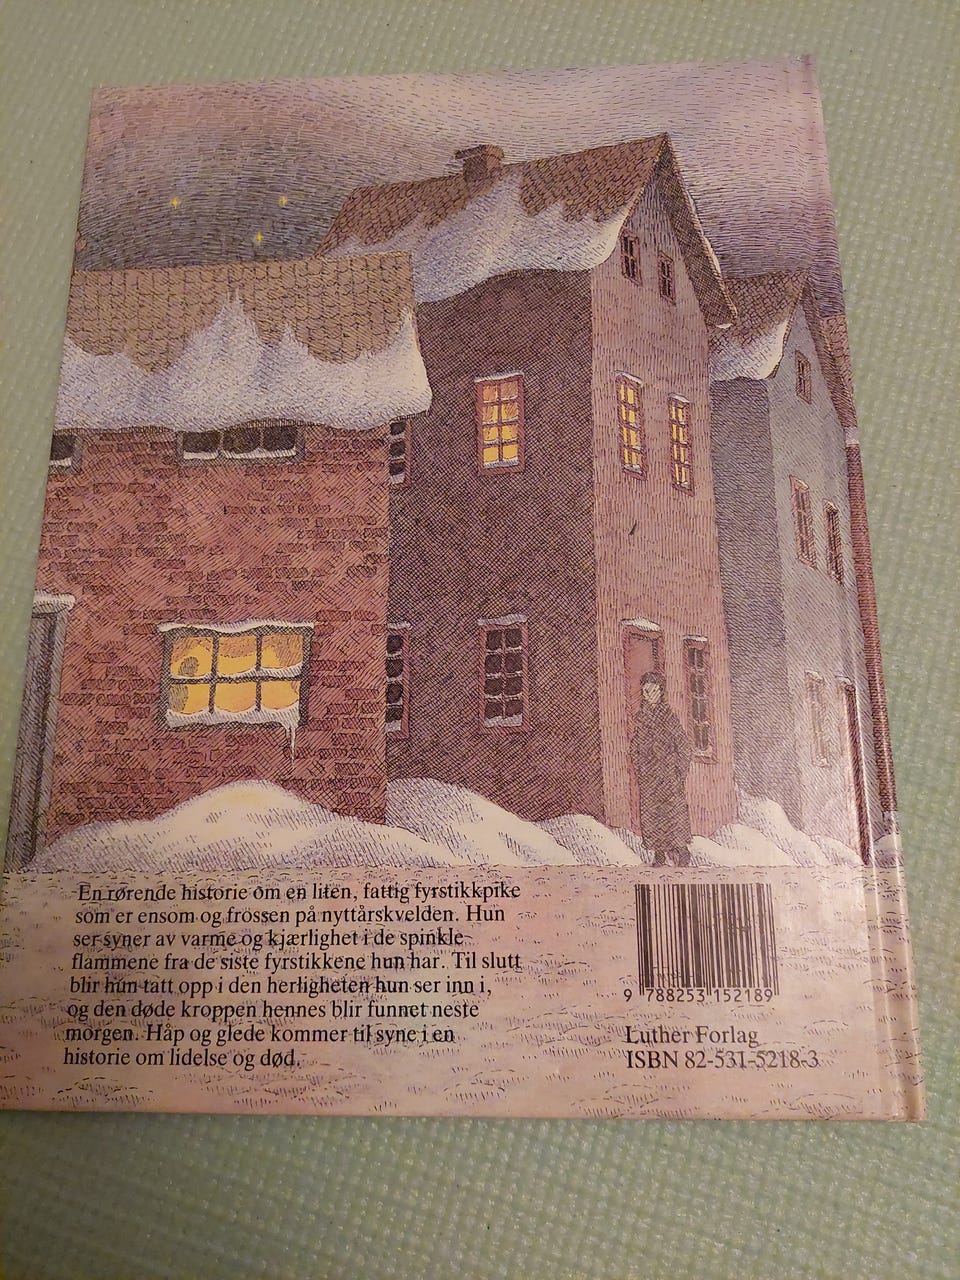 En rørende historie om en liten, fattig fyrstikkpike
som er ensom og frossen på nyttårskvelden. Hun
ser syner av varme og kjærlighet i de spinkle
flammene fra de siste fyrstikkene hun har. Til slutt
blir hun tatt opp i den herligheten hun ser inn i,
og den døde kroppen hennes blir funnet neste
morgen. Håp og glede kommer til syne i en
historie om lidelse og død.
9 788253 152189
Luther Forlag
ISBN 82-531-5218-3